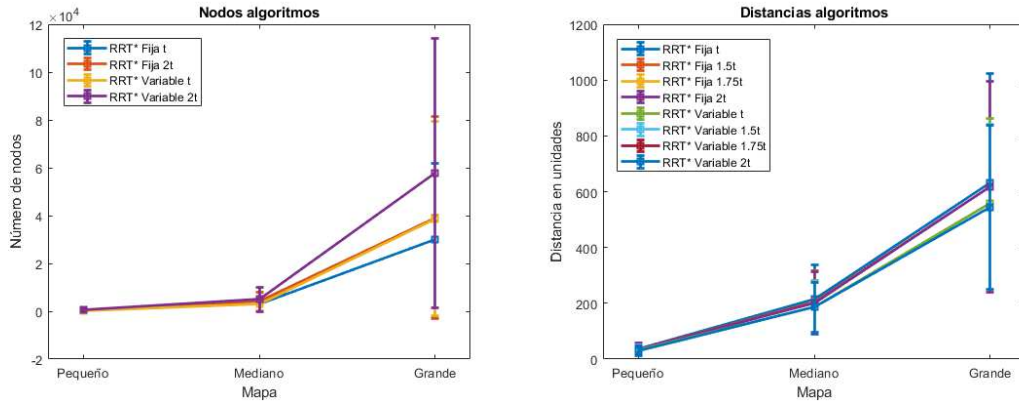 Nodos algoritmos
×10⁴
12
10
8
6
4
2
0
-2
Número de nodos
RRT* Fija t
RRT* Fija 2t
RRT* Variable t
RRT* Variable 2t
Pequeño
Mediano
Grande
Mapa
Distancias algoritmos
1200
1000
800
600
400
200
0
Distancia en unidades
RRT* Fija t
RRT* Fija 1.5t
RRT* Fija 1.75t
RRT* Fija 2t
RRT* Variable t
RRT* Variable 1.5t
RRT* Variable 1.75t
RRT* Variable 2t
Pequeño
Mediano
Grande
Mapa